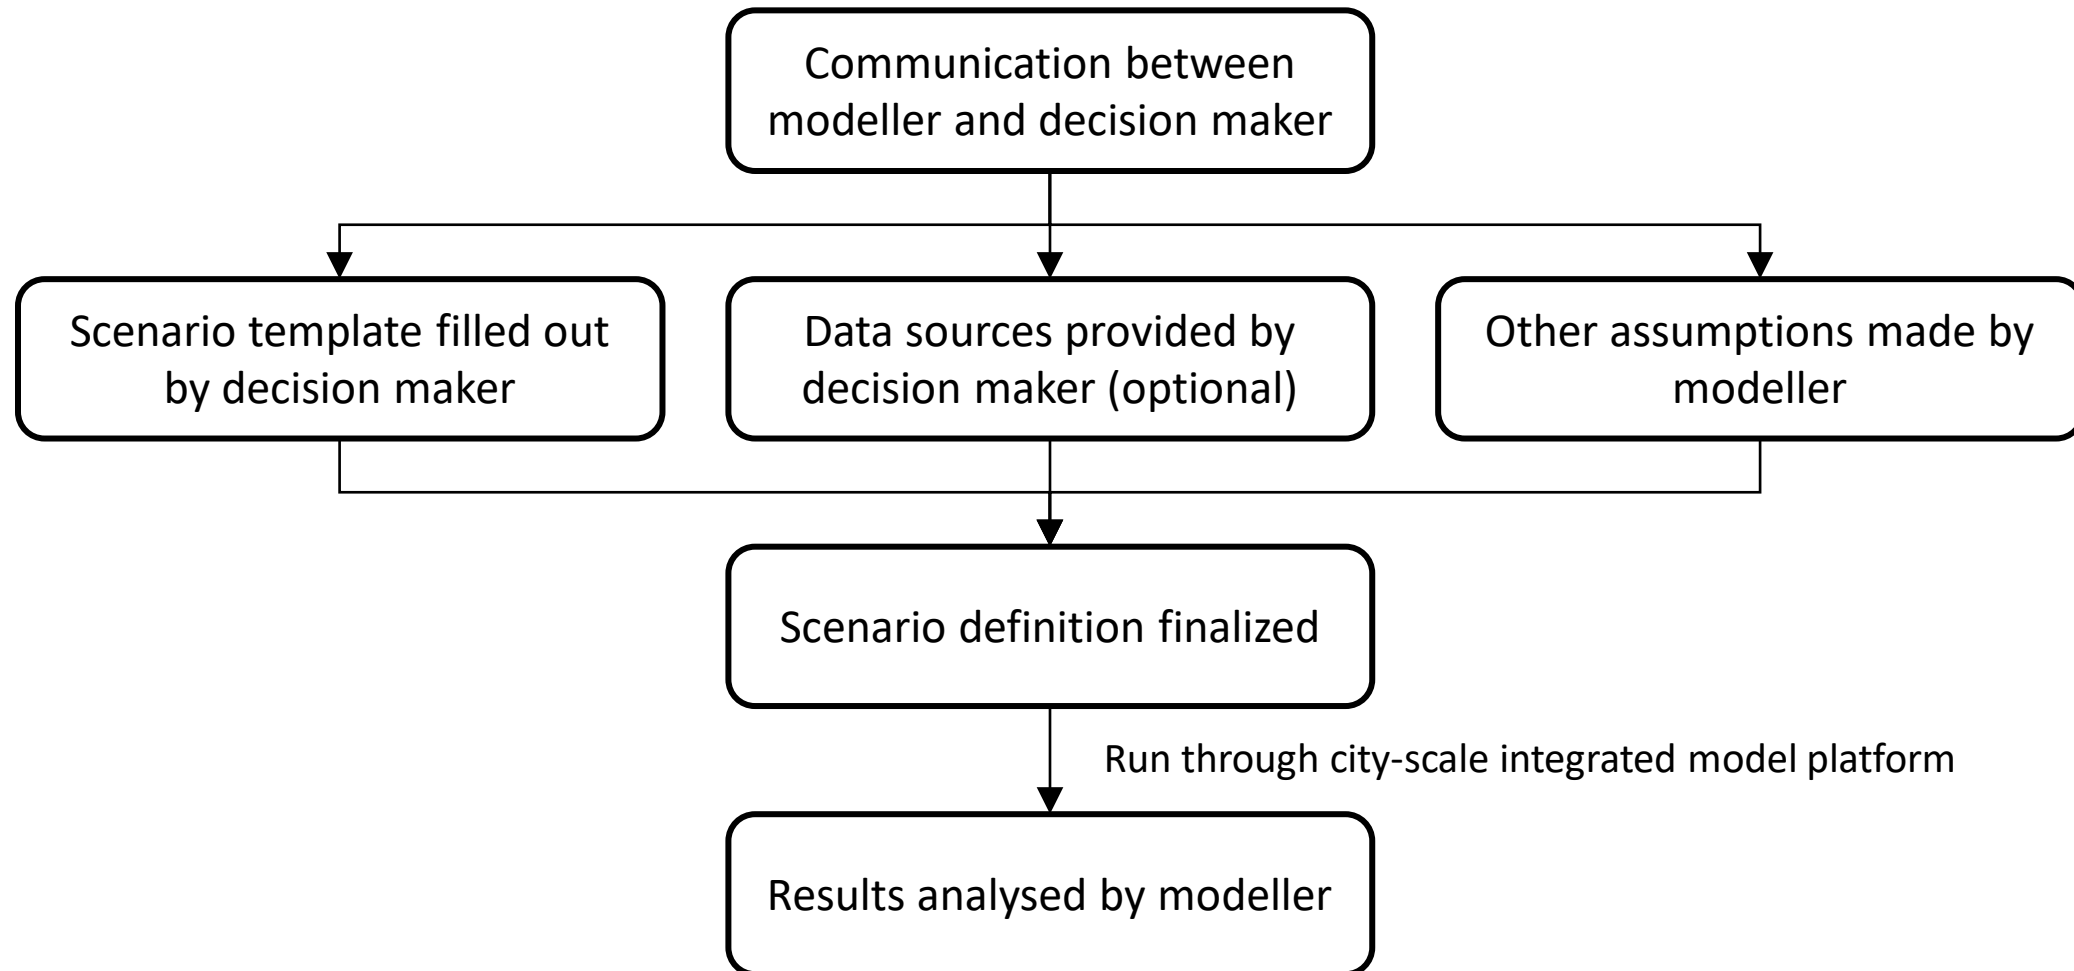 Communication between
modeller and decision maker
Scenario template filled out
by decision maker
Data sources provided by
decision maker (optional)
Other assumptions made by
modeller
Scenario definition finalized
Run through city-scale integrated model platform
Results analysed by modeller